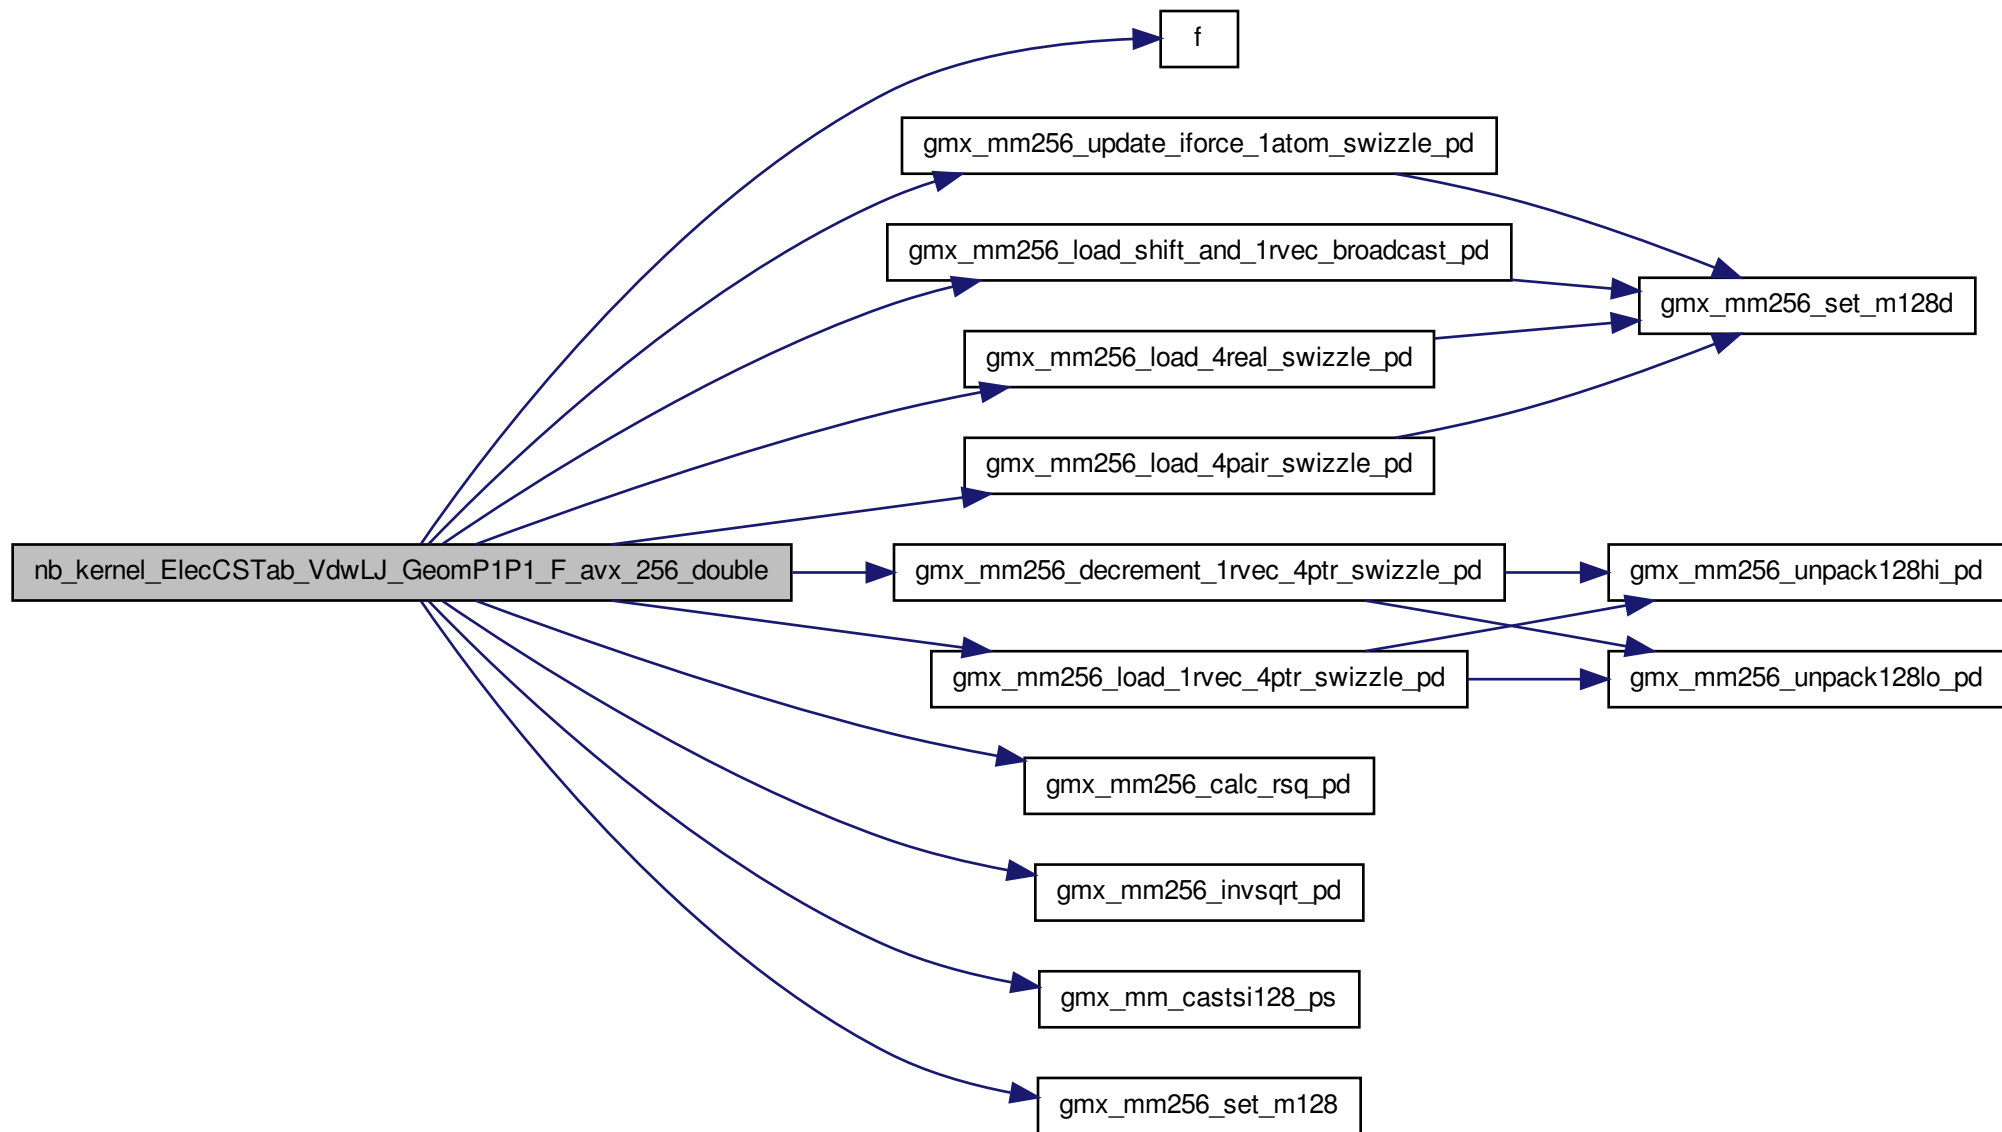 f
gmx_mm256_update_iforce_1atom_swizzle_pd
gmx_mm256_load_shift_and_1rvec_broadcast_pd
gmx_mm256_set_m128d
gmx_mm256_load_4real_swizzle_pd
gmx_mm256_load_4pair_swizzle_pd
nb_kernel_ElecCSTab_VdwLJ_GeomP1P1_F_avx_256_double
gmx_mm256_decrement_1rvec_4ptr_swizzle_pd
gmx_mm256_unpack128hi_pd
gmx_mm256_load_1rvec_4ptr_swizzle_pd
gmx_mm256_unpack128lo_pd
gmx_mm256_calc_rsq_pd
gmx_mm256_invsqrt_pd
gmx_mm_castsi128_ps
gmx_mm256_set_m128